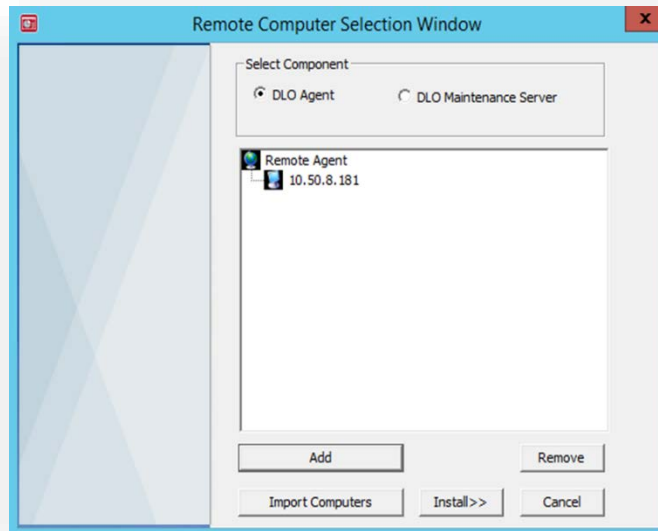 Remote Computer Selection Window
x
Select Component
DLO Agent
DLO Maintenance Server
Remote Agent
10.50.8.181
Add
Remove
Import Computers
Install>>
Cancel